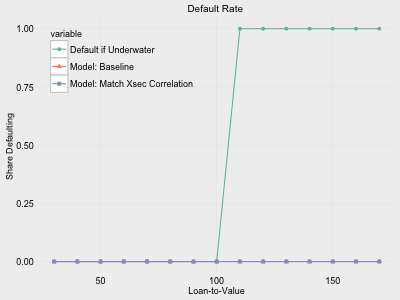 Default Rate
variable
Default if Underwater
Model: Baseline
Model: Match Xsec Correlation
Share Defaulting
1.00
0.75
0.50
0.25
0.00
50
100
150
Loan-to-Value